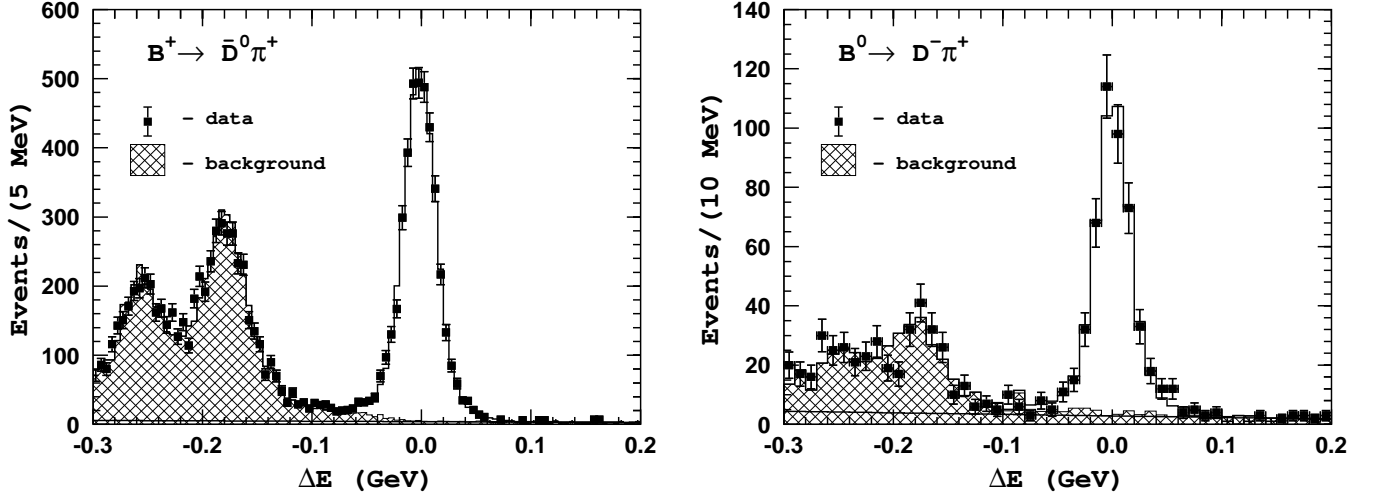 B⁺→ D̄⁰π⁺
– data
– background
Events/(5 MeV)
600
500
400
300
200
100
0
-0.3 -0.2 -0.1 0.0 0.1 0.2
ΔE (GeV)
B⁰→ D⁻π⁺
– data
– background
Events/(10 MeV)
140
120
100
80
60
40
20
0
-0.3 -0.2 -0.1 0.0 0.1 0.2
ΔE (GeV)